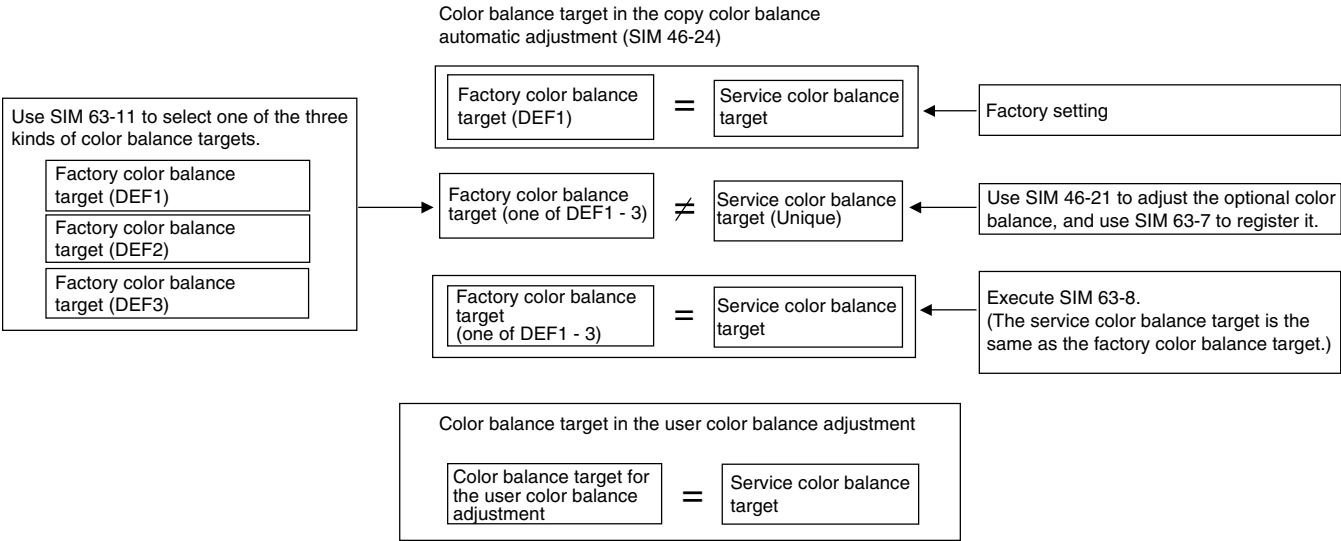 Color balance target in the copy color balance
automatic adjustment (SIM 46-24)
Use SIM 63-11 to select one of the three
kinds of color balance targets.
Factory color balance
target (DEF1)
Factory color balance
target (DEF2)
Factory color balance
target (DEF3)
Factory color balance
target (DEF1)
=
Service color balance
target
Factory setting
Factory color balance
target (one of DEF1 - 3)
≠
Service color balance
target (Unique)
Use SIM 46-21 to adjust the optional color
balance, and use SIM 63-7 to register it.
Factory color balance
target
(one of DEF1 - 3)
=
Service color balance
target
Execute SIM 63-8.
(The service color balance target is the
same as the factory color balance target.)
Color balance target in the user color balance adjustment
Color balance target for
the user color balance
adjustment
=
Service color balance
target